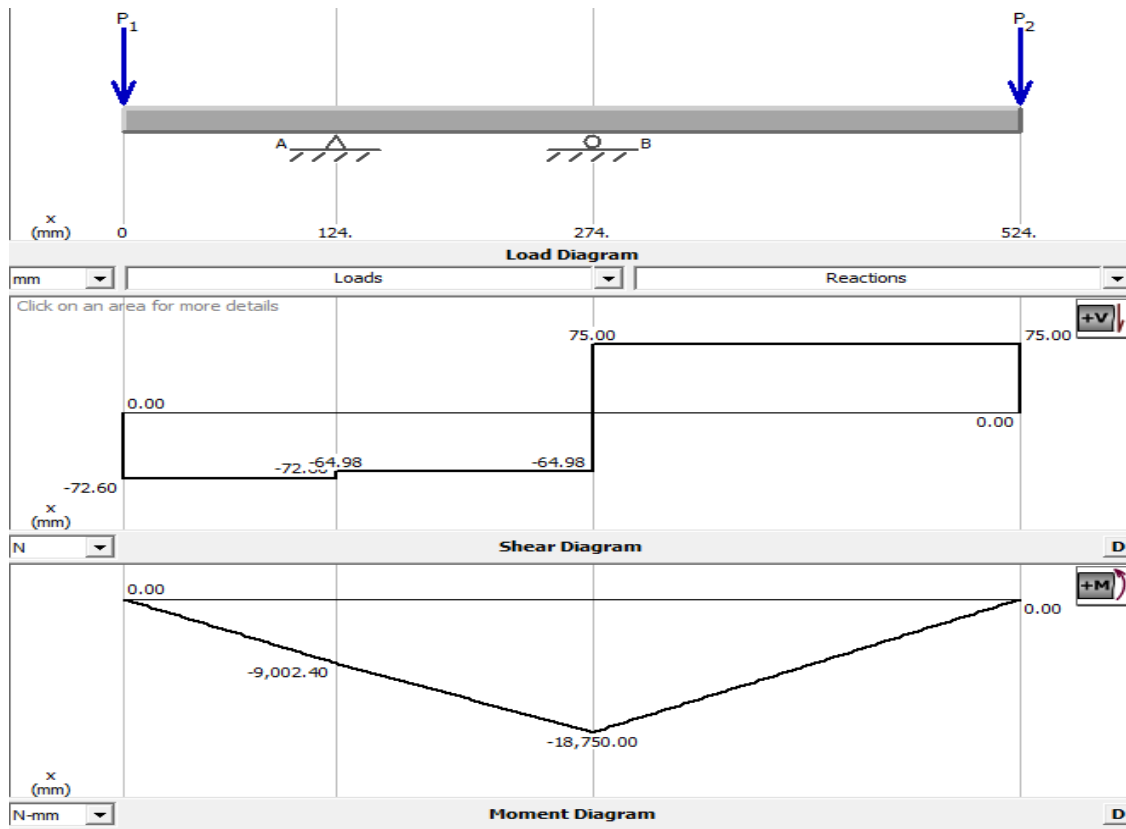 P1 P2
A B
x
(mm) 0 124. 274. 524.
Load Diagram
mm Loads Reactions
Click on an area for more details
+V
75.00 75.00
0.00
0.00
-64.98 -64.98
-72.60
x
(mm)
N Shear Diagram D
+M
0.00
0.00
-9,002.40
-18,750.00
x
(mm)
N-mm Moment Diagram D